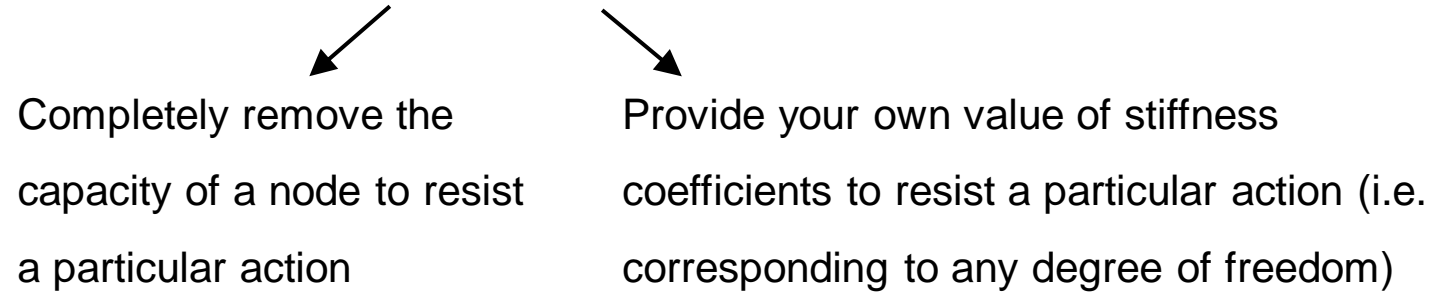 Completely remove the
capacity of a node to resist
a particular action
Provide your own value of stiffness
coefficients to resist a particular action (i.e.
corresponding to any degree of freedom)